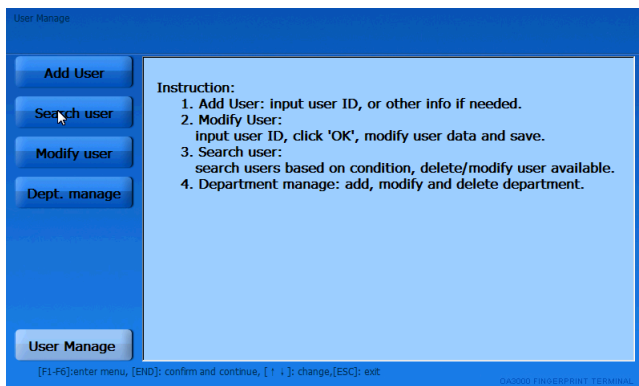 User Manage
Add User
Search user
Modify user
Dept. manage
Instruction:
1. Add User: input user ID, or other info if needed.
2. Modify User:
input user ID, click 'OK', modify user data and save.
3. Search user:
search users based on condition, delete/modify user available.
4. Department manage: add, modify and delete department.
User Manage
[F1-F6]:enter menu, [END]: confirm and continue, [ ↑ ↓ ]: change,[ESC]: exit
OA3000 FINGERPRINT TERMINAL